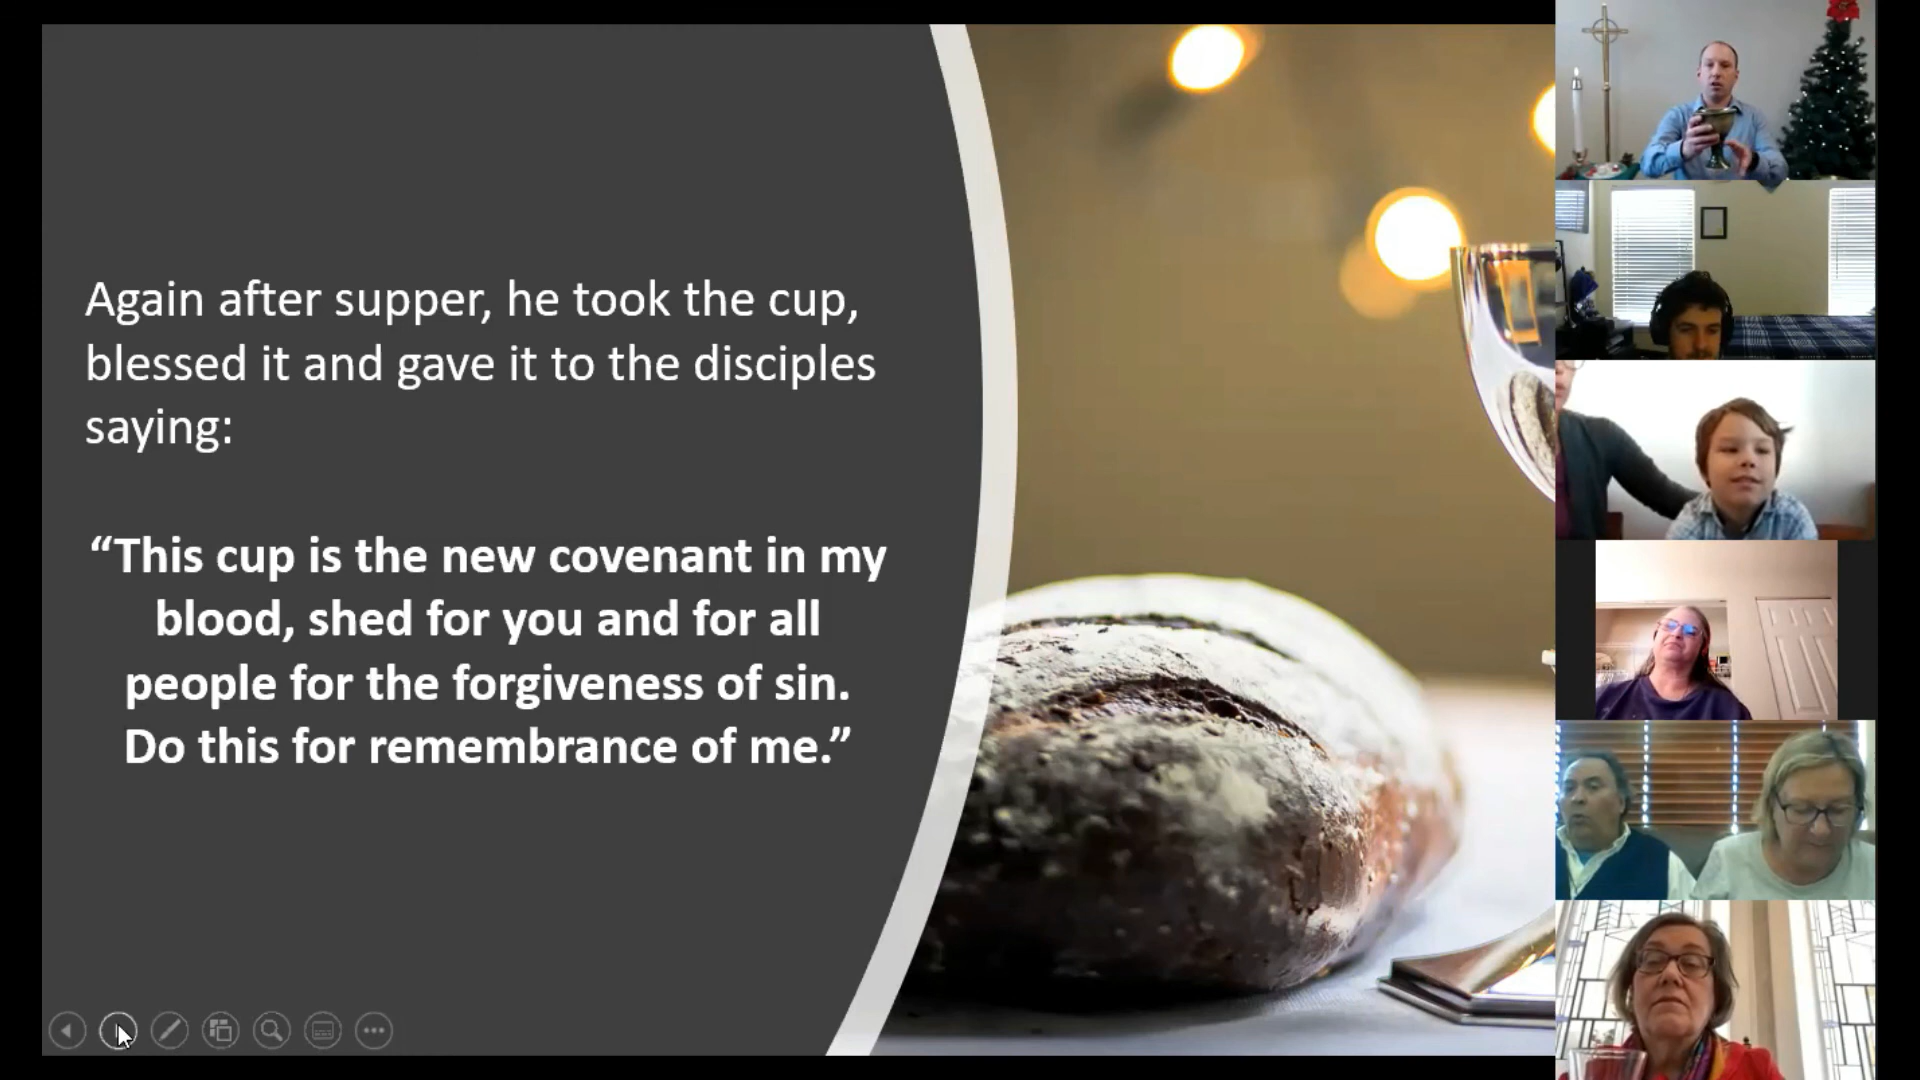 Again after supper, he took the cup,
blessed it and gave it to the disciples
saying:
“This cup is the new covenant in my
blood, shed for you and for all
people for the forgiveness of sin.
Do this for remembrance of me.”